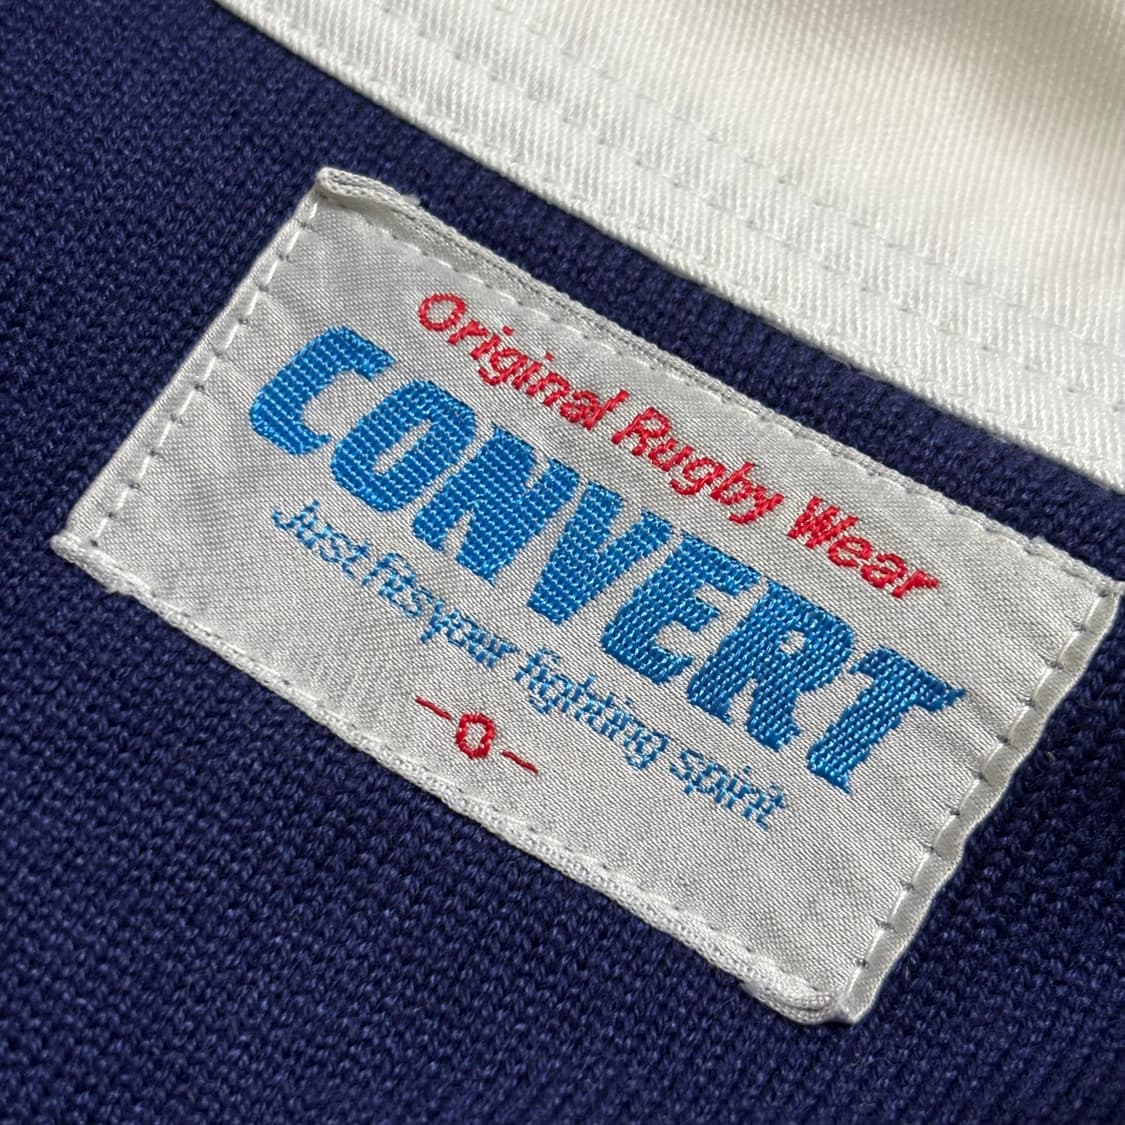 Original Rugby Wear
CONVERT
Just fits your fighting spirit
-O-